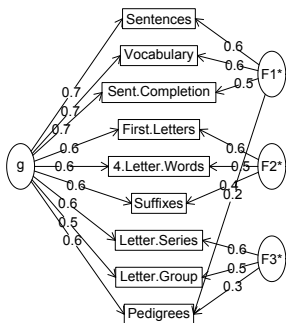 Sentences
Vocabulary
Sent.Completion
First.Letters
4.Letter.Words
Suffixes
Letter.Series
Letter.Group
Pedigrees
g
F1*
F2*
F3*
0.7
0.7
0.7
0.6
0.6
0.6
0.6
0.5
0.6
0.6
0.6
0.5
0.6
0.5
0.4
0.2
0.6
0.5
0.3